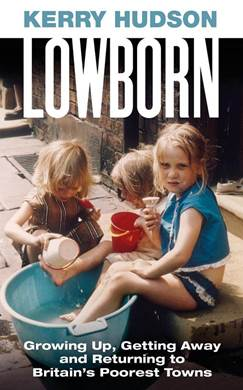 KERRY HUDSON
LOWBORN
Growing Up, Getting Away
and Returning to
Britain's Poorest Towns